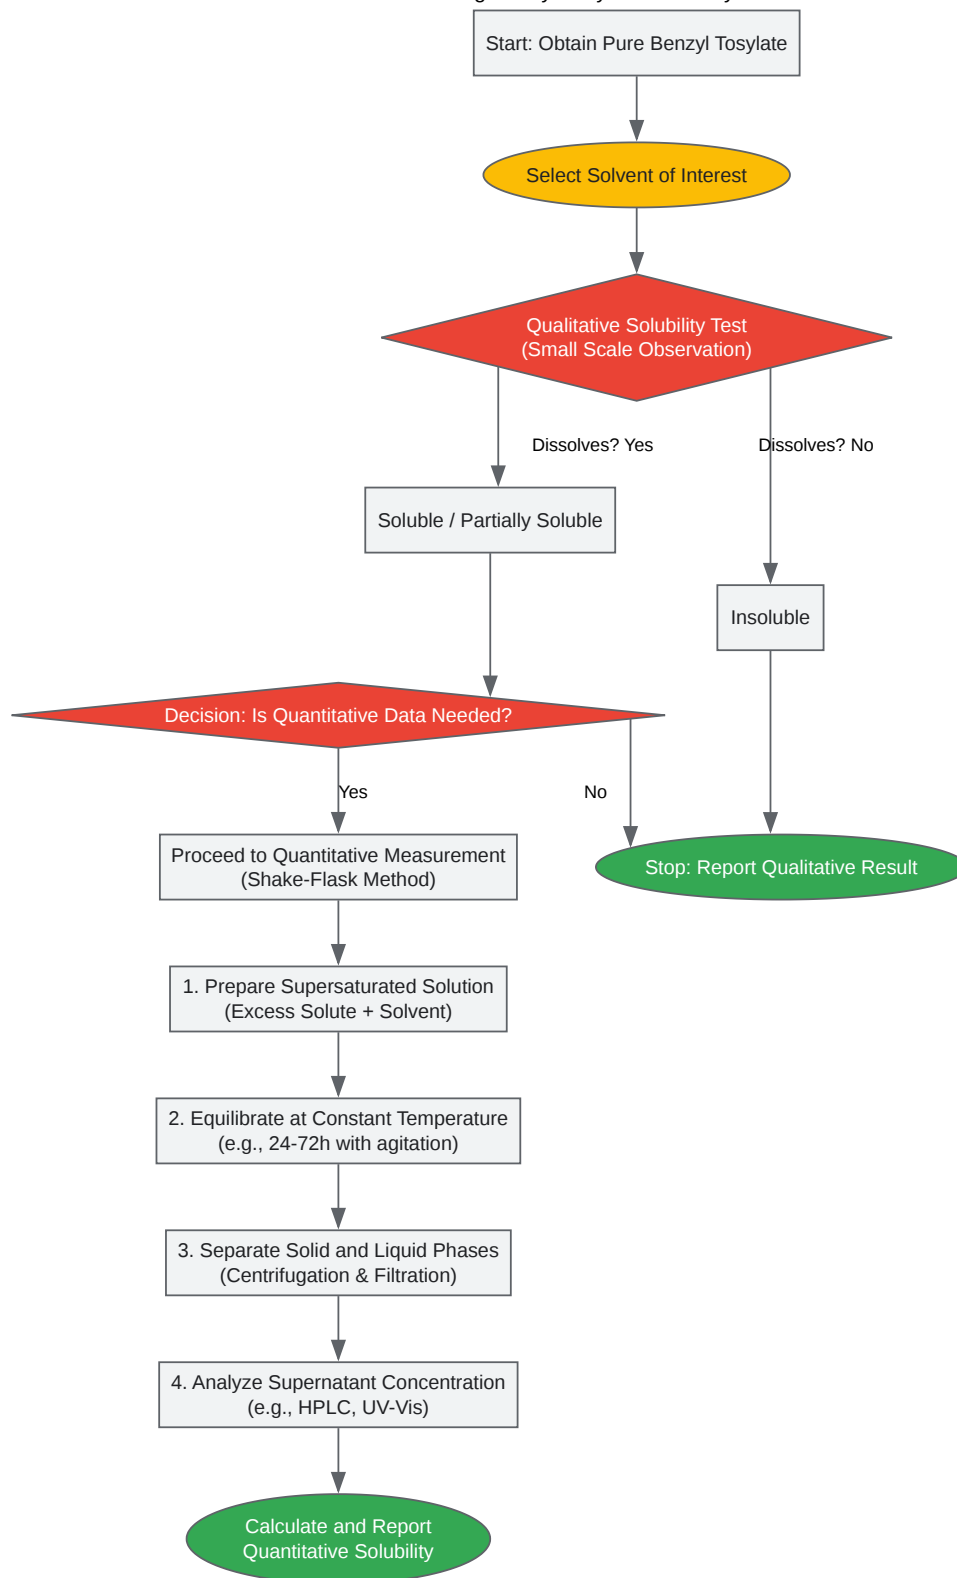 Start: Obtain Pure Benzyl Tosylate
Select Solvent of Interest
Qualitative Solubility Test
(Small Scale Observation)
Dissolves? Yes
Dissolves? No
Soluble / Partially Soluble
Insoluble
Decision: Is Quantitative Data Needed?
Yes
No
Proceed to Quantitative Measurement
(Shake-Flask Method)
Stop: Report Qualitative Result
1. Prepare Supersaturated Solution
(Excess Solute + Solvent)
2. Equilibrate at Constant Temperature
(e.g., 24-72h with agitation)
3. Separate Solid and Liquid Phases
(Centrifugation & Filtration)
4. Analyze Supernatant Concentration
(e.g., HPLC, UV-Vis)
Calculate and Report
Quantitative Solubility